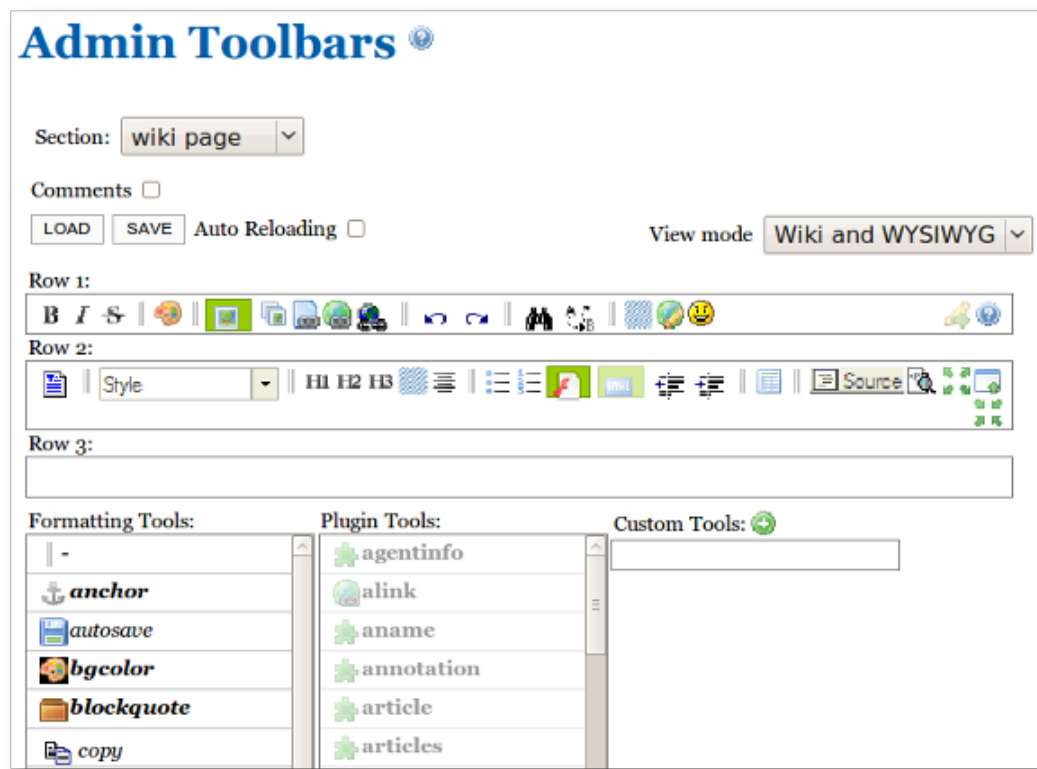 Admin Toolbars
Section: wiki page
Comments
LOAD SAVE Auto Reloading View mode Wiki and WYSIWYG
Row 1:
B I S
Row 2:
Style H1 H2 H3 Source
Row 3:
Formatting Tools: Plugin Tools: Custom Tools:
- agentinfo
anchor alink
autosave aname
bgcolor annotation
blockquote article
copy articles